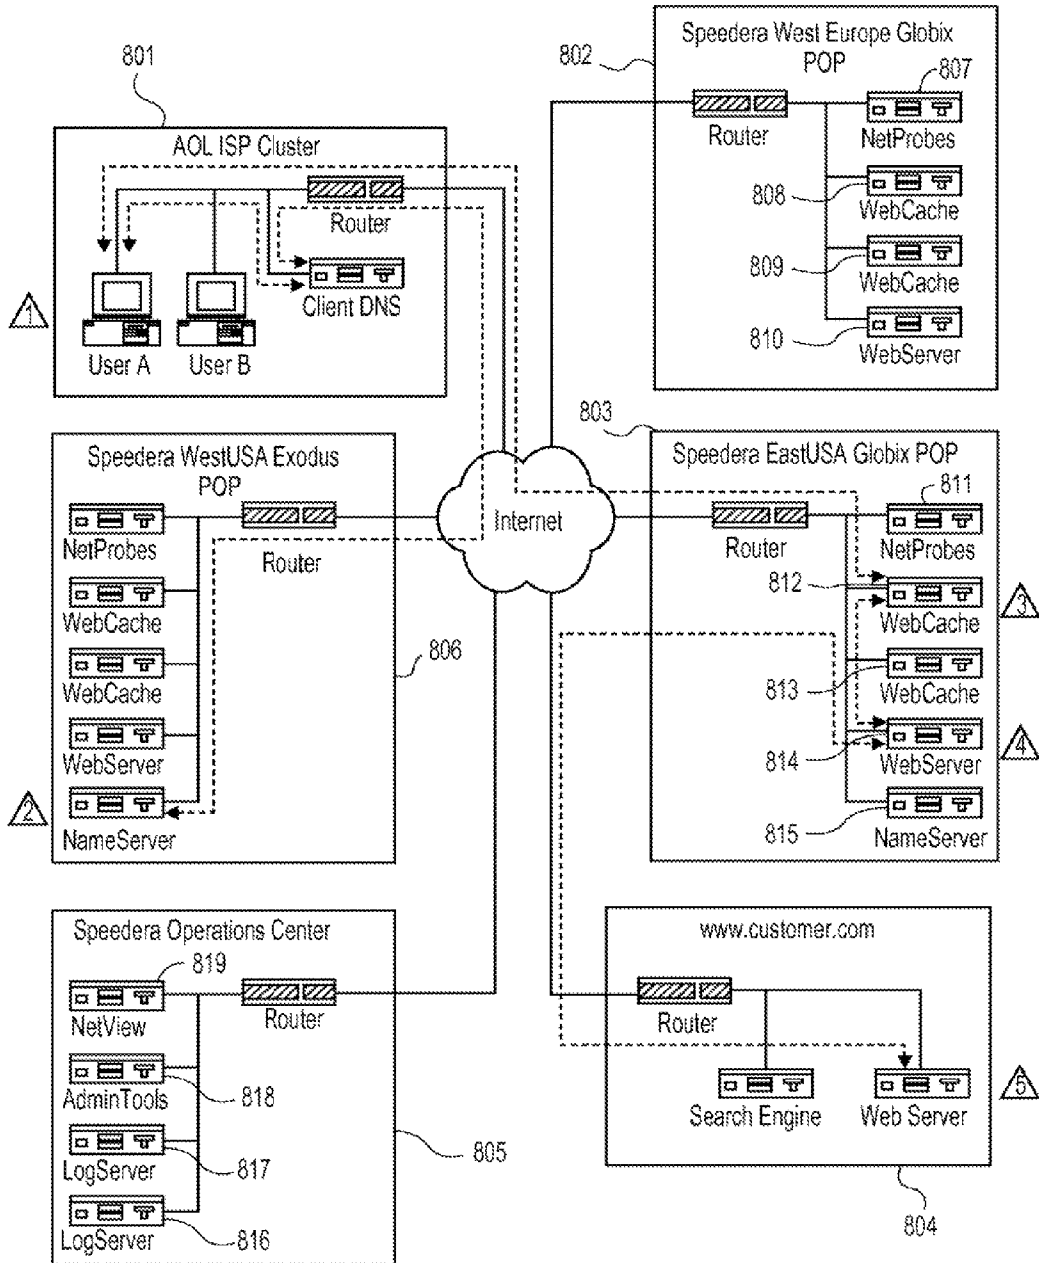 801
AOL ISP Cluster
Router
Client DNS
User A
User B
1
802
Speedera West Europe Globix
POP
807
Router
NetProbes
808
WebCache
809
WebCache
810
WebServer
Speedera WestUSA Exodus
POP
NetProbes
Router
WebCache
WebCache
WebServer
2
NameServer
806
Internet
803
Speedera EastUSA Globix POP
811
Router
NetProbes
812
WebCache
3
813
WebCache
814
WebServer
4
815
NameServer
Speedera Operations Center
819
NetView
Router
AdminTools
818
LogServer
817
LogServer
816
805
www.customer.com
Router
Search Engine
Web Server
5
804